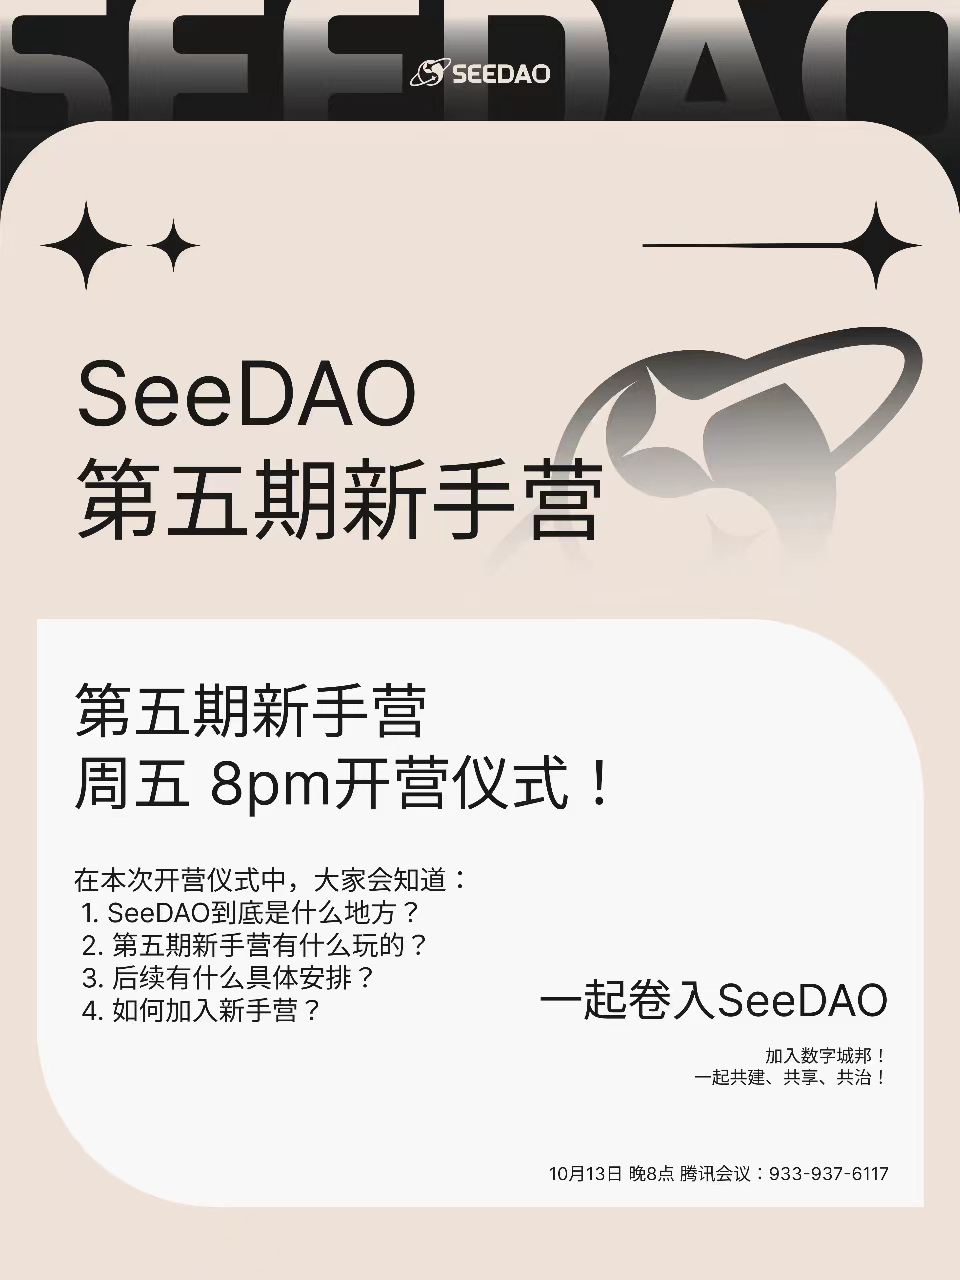 SEEDAO
SEEDAO
SeeDAO
第五期新手营
第五期新手营
周五 8pm开营仪式！
在本次开营仪式中，大家会知道：
1. SeeDAO到底是什么地方？
2. 第五期新手营有什么玩的？
3. 后续有什么具体安排？
4. 如何加入新手营？
一起卷入SeeDAO
加入数字城邦！
一起共建、共享、共治！
10月13日 晚8点 腾讯会议：933-937-6117